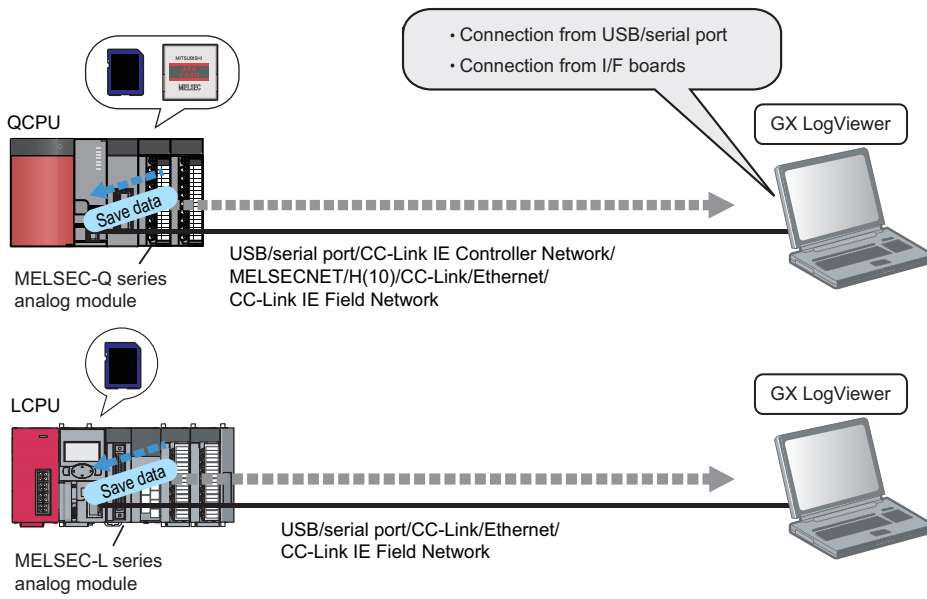 ・Connection from USB/serial port
・Connection from I/F boards
MITSUBISHI
MELSEC
QCPU
GX LogViewer
Save data
USB/serial port/CC-Link IE Controller Network/
MELSECNET/H(10)/CC-Link/Ethernet/
CC-Link IE Field Network
MELSEC-Q series
analog module
LCPU
GX LogViewer
Save data
USB/serial port/CC-Link/Ethernet/
CC-Link IE Field Network
MELSEC-L series
analog module